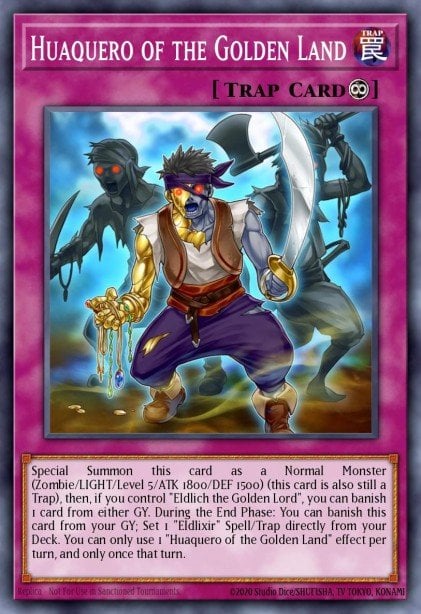 HUAQUERO OF THE GOLDEN LAND
TRAP
罠
[TRAP CARD]
Special Summon this card as a Normal Monster
(Zombie/LIGHT/Level 5/ATK 1800/DEF 1500) (this card is also still a
Trap), then, if you control "Eldlich the Golden Lord", you can banish
1 card from either GY. During the End Phase: You can banish this
card from your GY; Set 1 "Eldlixir" Spell/Trap directly from your
Deck. You can only use 1 "Huaquero of the Golden Land" effect per
turn, and only once that turn.
Replica - Not For Use in Sanctioned Tournaments
©2020 Studio Dice/SHUEISHA, TV TOKYO, KONAMI